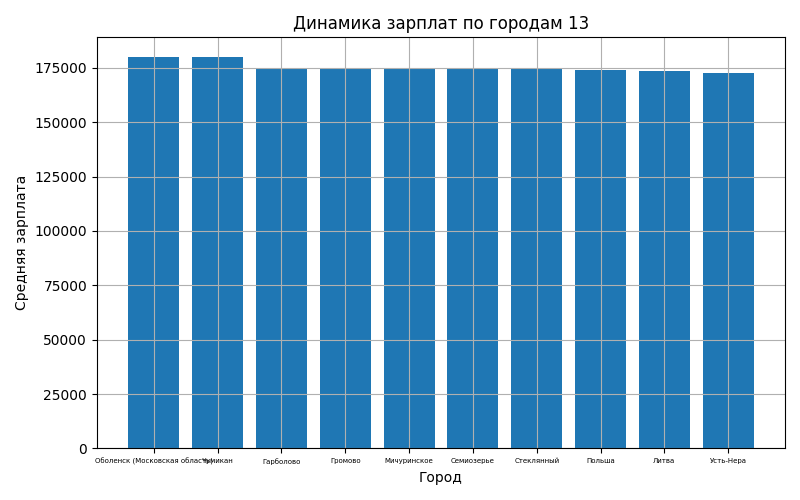 Динамика зарплат по городам 13
Средняя зарплата
175000
150000
125000
100000
75000
50000
25000
0
Оболенск (Московская область) Чумикан Гарболово Громово Мичуринское Семиозерье Стеклянный Польша Литва Усть-Нера
Город